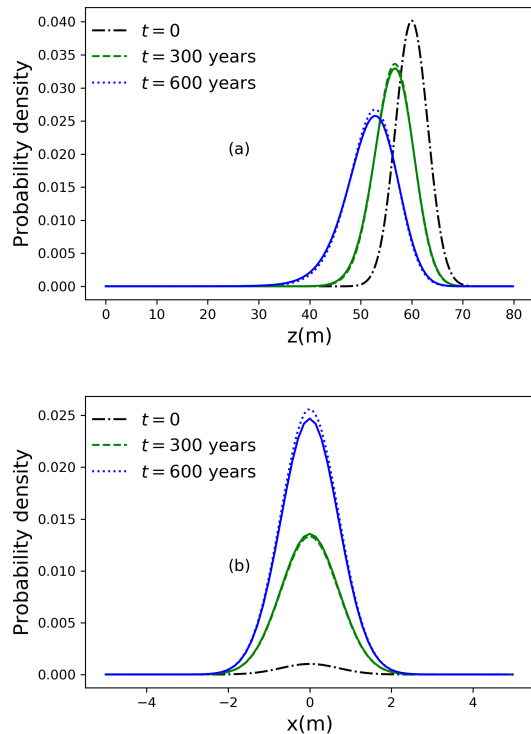 0.040
0.035
0.030
0.025
0.020
0.015
0.010
0.005
0.000
Probability density
t = 0
t = 300 years
t = 600 years
(a)
0 10 20 30 40 50 60 70 80
z(m)
0.025
0.020
0.015
0.010
0.005
0.000
Probability density
t = 0
t = 300 years
t = 600 years
(b)
−4 −2 0 2 4
x(m)